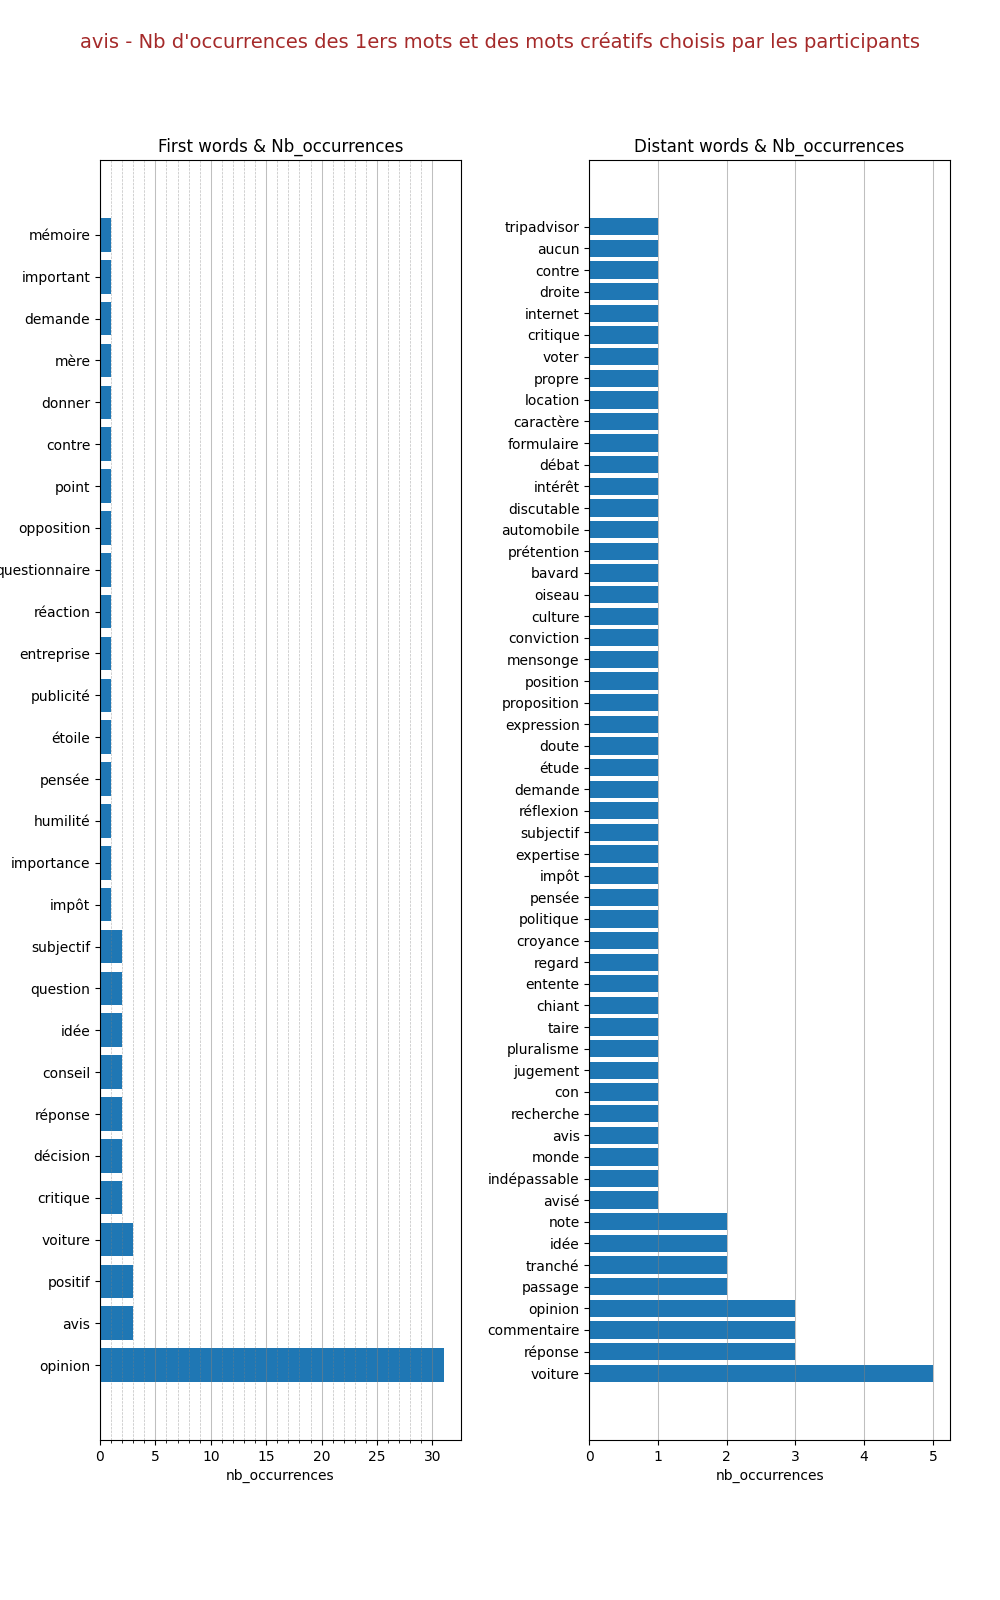 avis - Nb d'occurrences des 1ers mots et des mots créatifs choisis par les participants
First words & Nb_occurrences
mémoire
important
demande
mère
donner
contre
point
opposition
questionnaire
réaction
entreprise
publicité
étoile
pensée
humilité
importance
impôt
subjectif
question
idée
conseil
réponse
décision
critique
voiture
positif
avis
opinion
0 5 10 15 20 25 30
nb_occurrences
Distant words & Nb_occurrences
tripadvisor
aucun
contre
droite
internet
critique
voter
propre
location
caractère
formulaire
débat
intérêt
discutable
automobile
prétention
bavard
oiseau
culture
conviction
mensonge
position
proposition
expression
doute
étude
demande
réflexion
subjectif
expertise
impôt
pensée
politique
croyance
regard
entente
chiant
taire
pluralisme
jugement
con
recherche
avis
monde
indépassable
avisé
note
idée
tranché
passage
opinion
commentaire
réponse
voiture
0 1 2 3 4 5
nb_occurrences